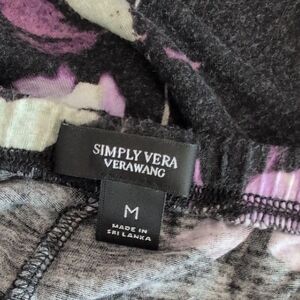 SIMPLY VERA
VERAWANG
M
MADE IN
SRI LANKA